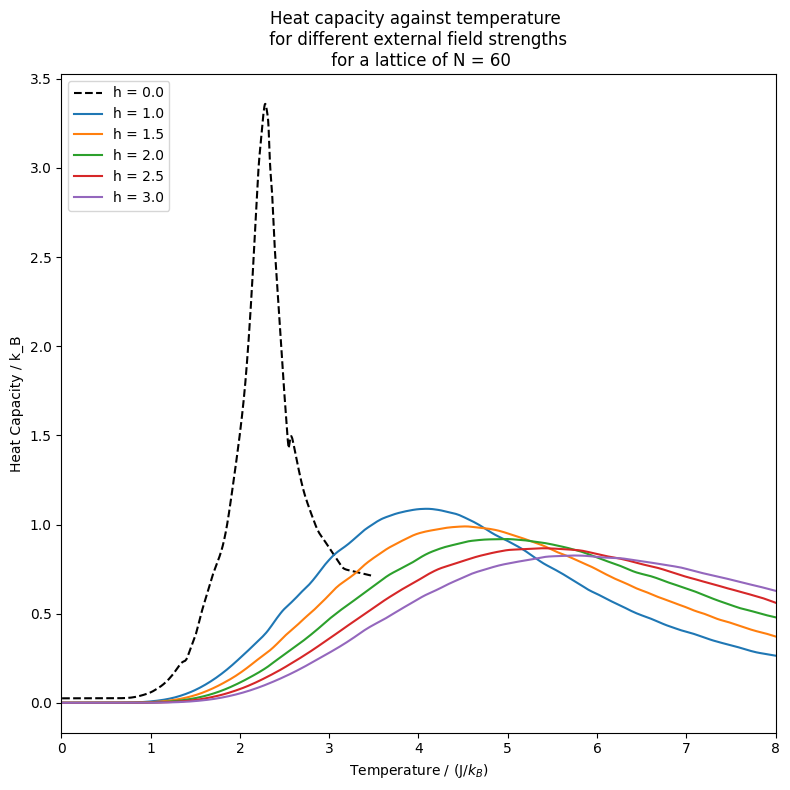 Heat capacity against temperature
for different external field strengths
for a lattice of N = 60
h = 0.0
h = 1.0
h = 1.5
h = 2.0
h = 2.5
h = 3.0
3.5
3.0
2.5
2.0
1.5
1.0
0.5
0.0
Heat Capacity / k_B
0 1 2 3 4 5 6 7 8
Temperature / (J/k_B)